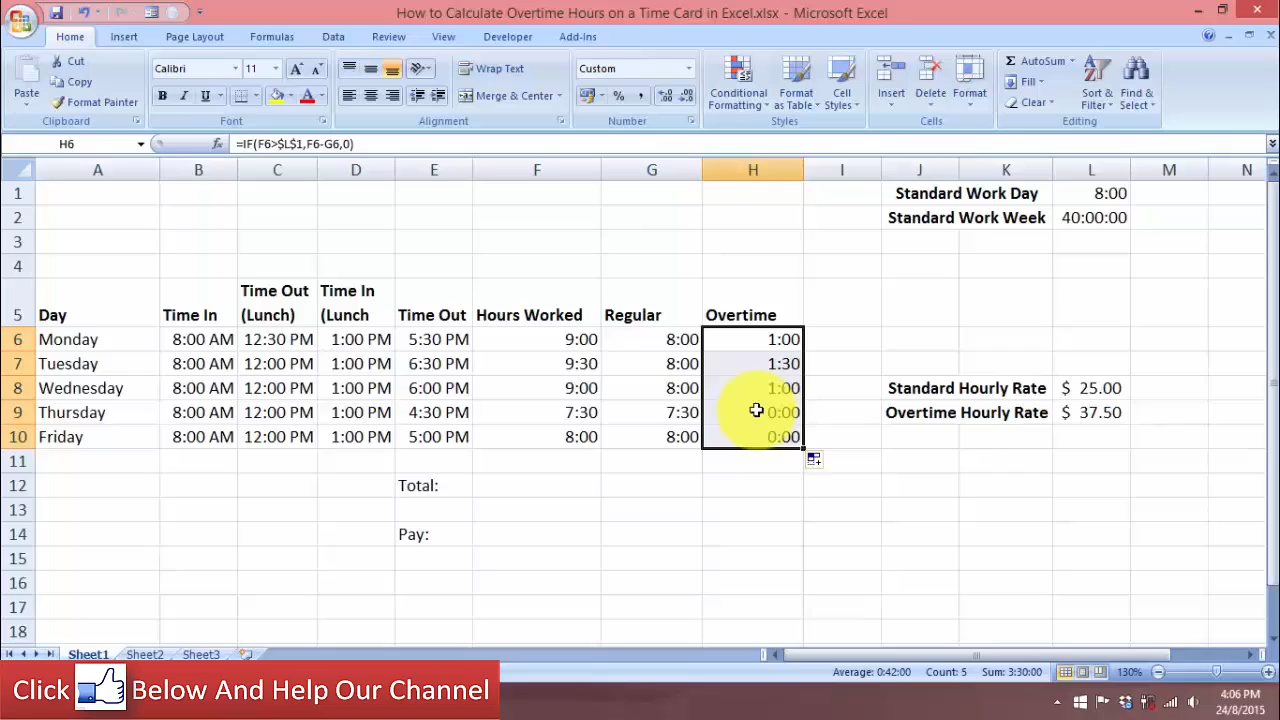 How to Calculate Overtime Hours on a Time Card in Excel.xlsx - Microsoft Excel
Home Insert Page Layout Formulas Data Review View Developer Add-Ins
Paste Cut Copy Format Painter Clipboard
Calibri 11 B I U A A A Font
Wrap Text Merge & Center Alignment
Custom % , Number
Conditional Formatting Format as Table Cell Styles Styles
Insert Delete Format Cells
Σ AutoSum Fill Clear Sort & Filter Find & Select Editing
H6 fx =IF(F6>$L$1,F6-G6,0)
A B C D E F G H I J K L M N
1 Standard Work Day 8:00
2 Standard Work Week 40:00:00
3
4
5 Day Time In Time Out (Lunch) Time In (Lunch Time Out Hours Worked Regular Overtime
6 Monday 8:00 AM 12:30 PM 1:00 PM 5:30 PM 9:00 8:00 1:00
7 Tuesday 8:00 AM 12:00 PM 1:00 PM 6:30 PM 9:30 8:00 1:30
8 Wednesday 8:00 AM 12:00 PM 1:00 PM 6:00 PM 9:00 8:00 1:00 Standard Hourly Rate $ 25.00
9 Thursday 8:00 AM 12:00 PM 1:00 PM 4:30 PM 7:30 7:30 0:00 Overtime Hourly Rate $ 37.50
10 Friday 8:00 AM 12:00 PM 1:00 PM 5:00 PM 8:00 8:00 0:00
11
12 Total:
13
14 Pay:
15
16
17
18
Sheet1 Sheet2 Sheet3
Average: 0:42:00 Count: 5 Sum: 3:30:00 130%
Click Below And Help Our Channel
4:06 PM
24/8/2015